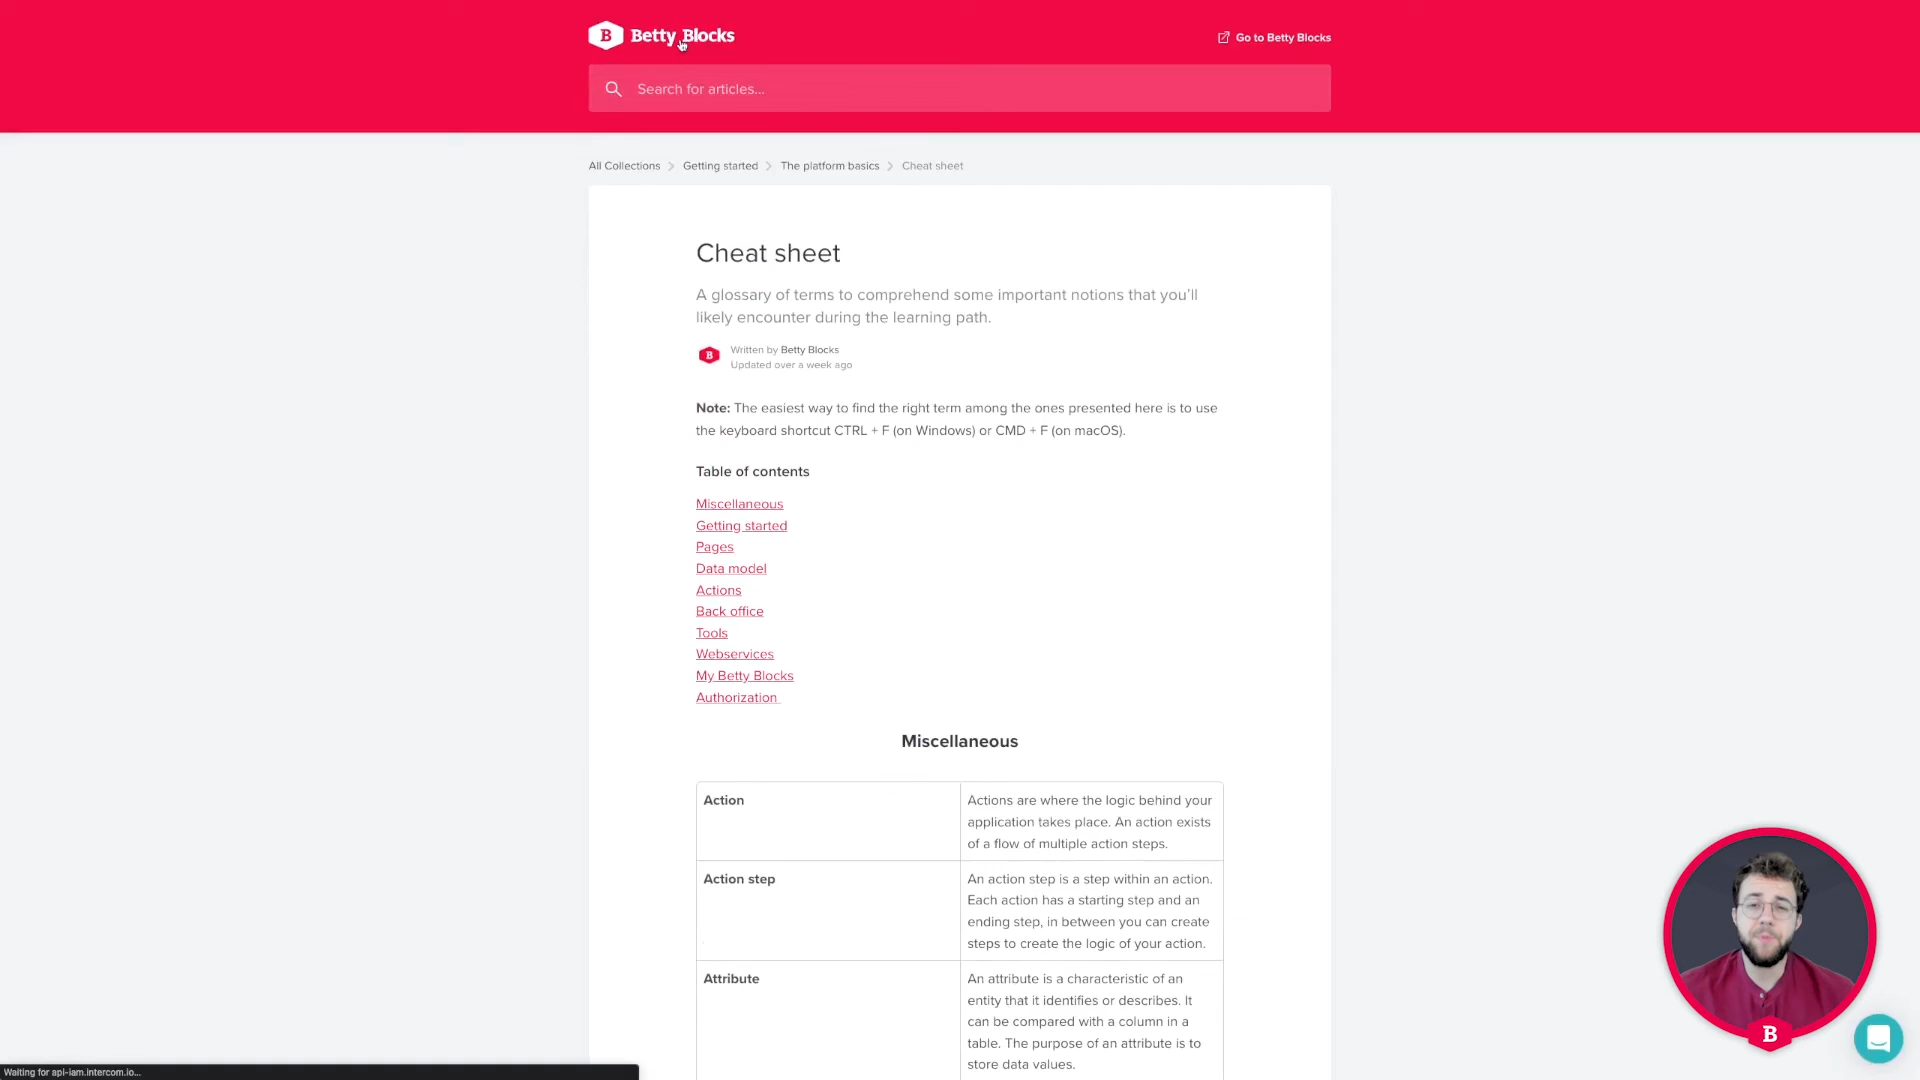 B Betty Blocks
Go to Betty Blocks
Search for articles...
All Collections > Getting started > The platform basics > Cheat sheet
Cheat sheet
A glossary of terms to comprehend some important notions that you'll
likely encounter during the learning path.
B
Written by Betty Blocks
Updated over a week ago
Note: The easiest way to find the right term among the ones presented here is to use
the keyboard shortcut CTRL + F (on Windows) or CMD + F (on macOS).
Table of contents
Miscellaneous
Getting started
Pages
Data model
Actions
Back office
Tools
Webservices
My Betty Blocks
Authorization
Miscellaneous
Action
Actions are where the logic behind your
application takes place. An action exists
of a flow of multiple action steps.
Action step
An action step is a step within an action.
Each action has a starting step and an
ending step, in between you can create
steps to create the logic of your action.
Attribute
An attribute is a characteristic of an
entity that it identifies or describes. It
can be compared with a column in a
table. The purpose of an attribute is to
store data values.
B
Waiting for api-iam.intercom.io...